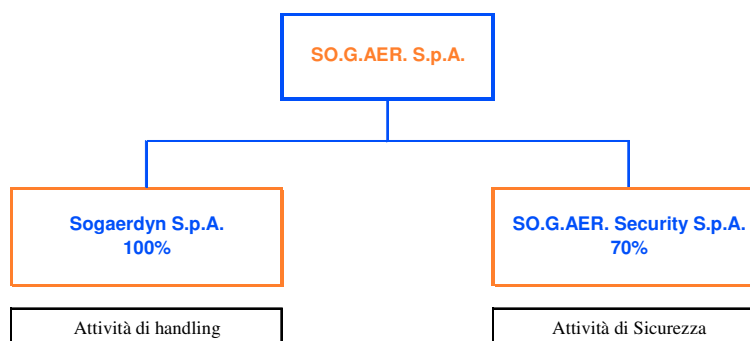 SO.G.AER. S.p.A.
Sogaerdyn S.p.A.
100%
SO.G.AER. Security S.p.A.
70%
Attività di handling
Attività di Sicurezza